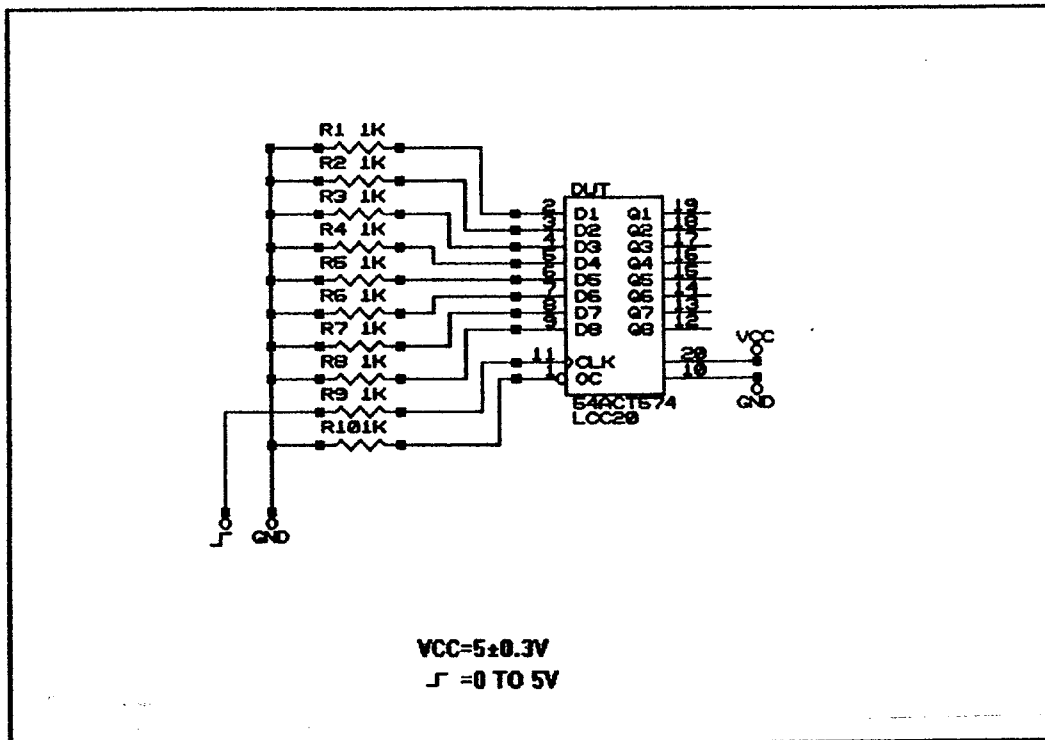 R1 1K
R2 1K
R3 1K
R4 1K
R5 1K
R6 1K
R7 1K
R8 1K
R9 1K
R101K
DUT
2 D1 Q1 19
3 D2 Q2 18
4 D3 Q3 17
5 D4 Q4 16
6 D5 Q5 15
7 D6 Q6 14
8 D7 Q7 13
9 D8 Q8 12
11 CLK 20
1 OC 10
54ACT574
LCC20
VCC
GND
GND
VCC=5±0.3V
=0 TO 5V